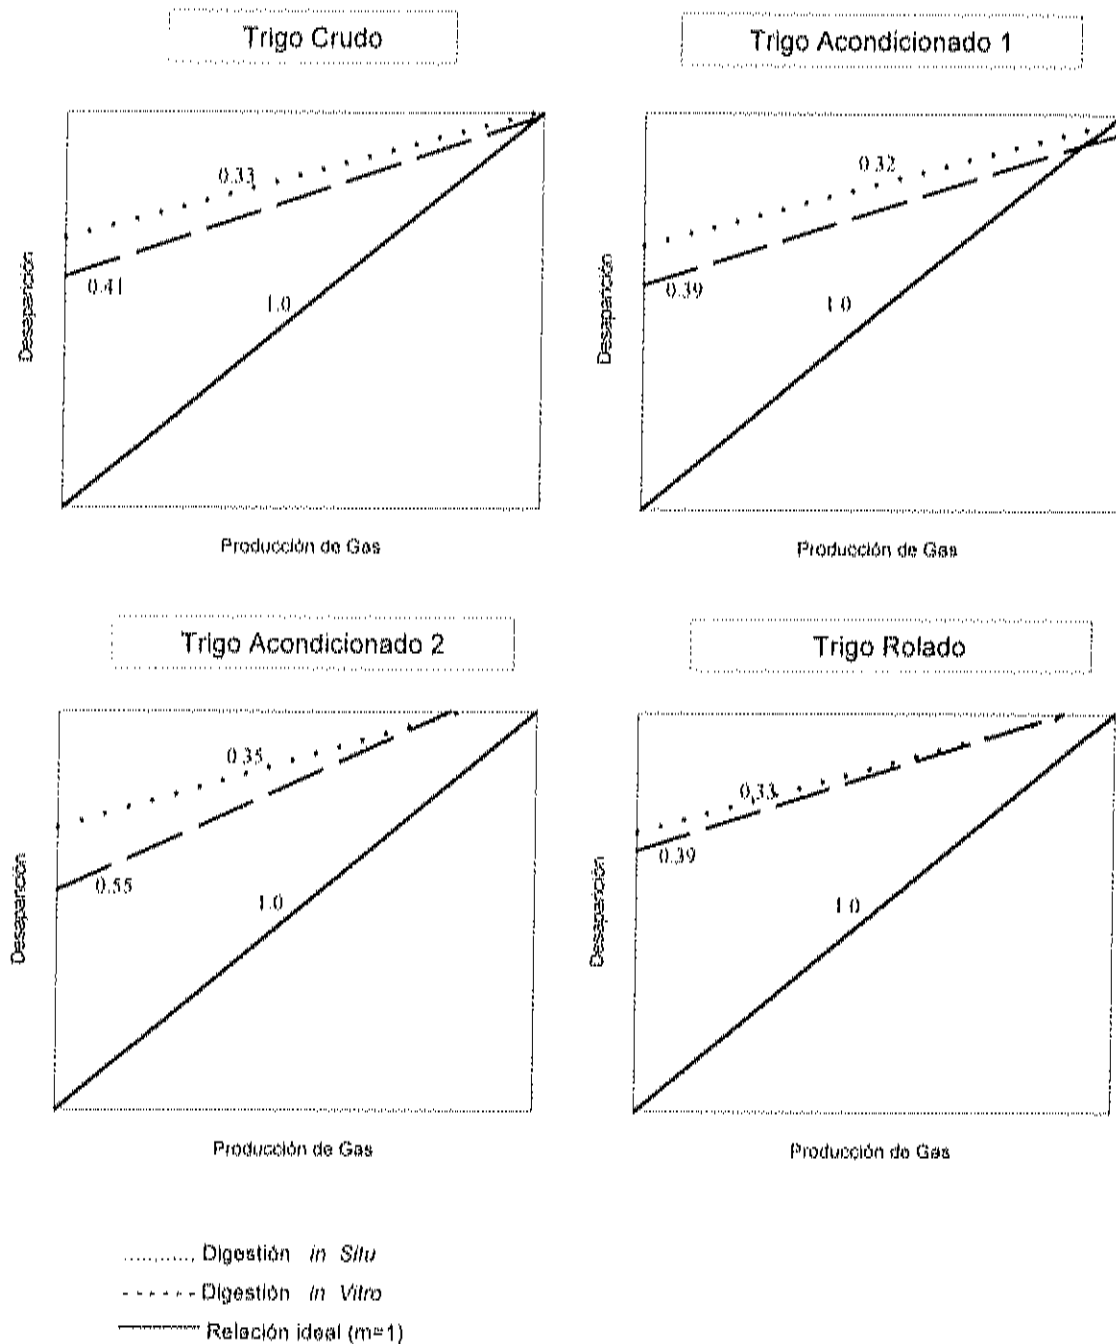 Trigo Crudo
Trigo Acondicionado 1
0.33
0.41
1.0
Desaparición
Producción de Gas
0.32
0.39
1.0
Desaparición
Producción de Gas
Trigo Acondicionado 2
Trigo Rolado
0.35
0.55
1.0
Desaparición
Producción de Gas
0.33
0.39
1.0
Desaparición
Producción de Gas
Digestión in Situ
Digestión in Vitro
Relación ideal (m=1)